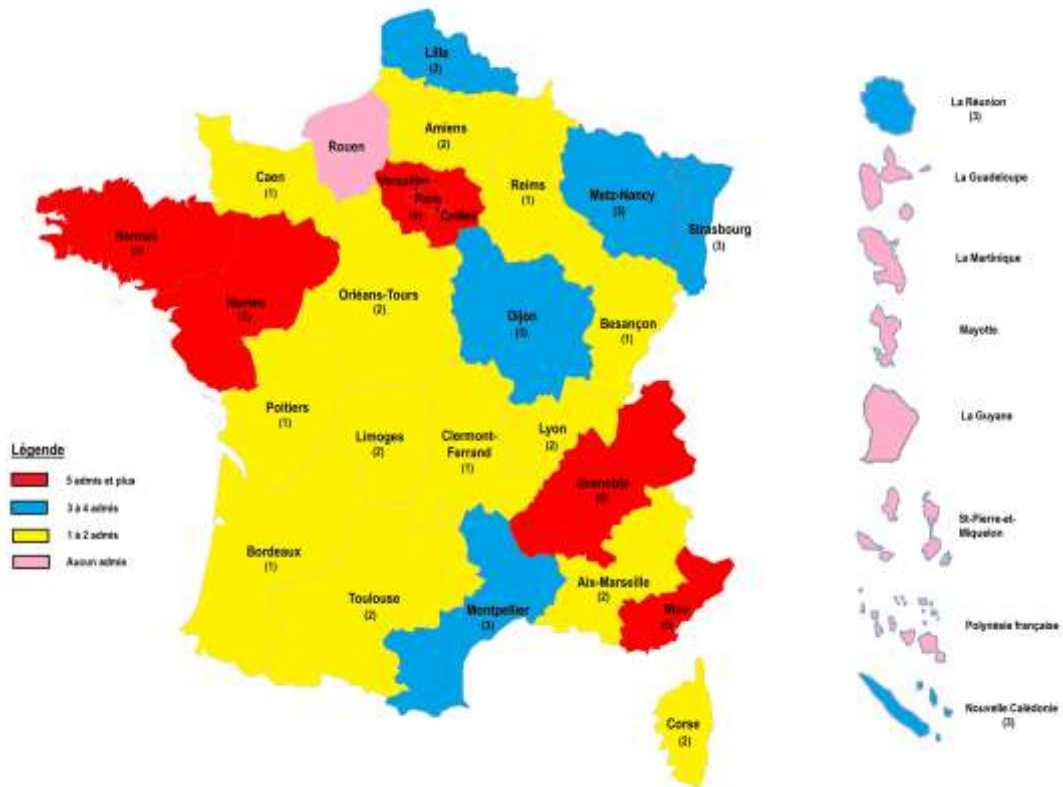 Lille
(3)
Amiens
(2)
Rouen
Caen
(1)
Versailles-
Paris
Créteil
Reims
(1)
Metz-Nancy
(3)
Strasbourg
(3)
Rennes
Nantes
Orléans-Tours
(2)
Dijon
(3)
Besançon
(1)
Poitiers
(1)
Limoges
(2)
Clermont-
Ferrand
(1)
Lyon
(2)
Grenoble
Bordeaux
(1)
Toulouse
(2)
Montpellier
(3)
Aix-Marseille
(2)
Nice
Corse
(2)
Légende
5 admis et plus
3 à 4 admis
1 à 2 admis
Aucun admis
La Réunion
(3)
La Guadeloupe
La Martinique
Mayotte
La Guyane
St-Pierre-et-
Miquelon
Polynésie française
Nouvelle Calédonie
(3)